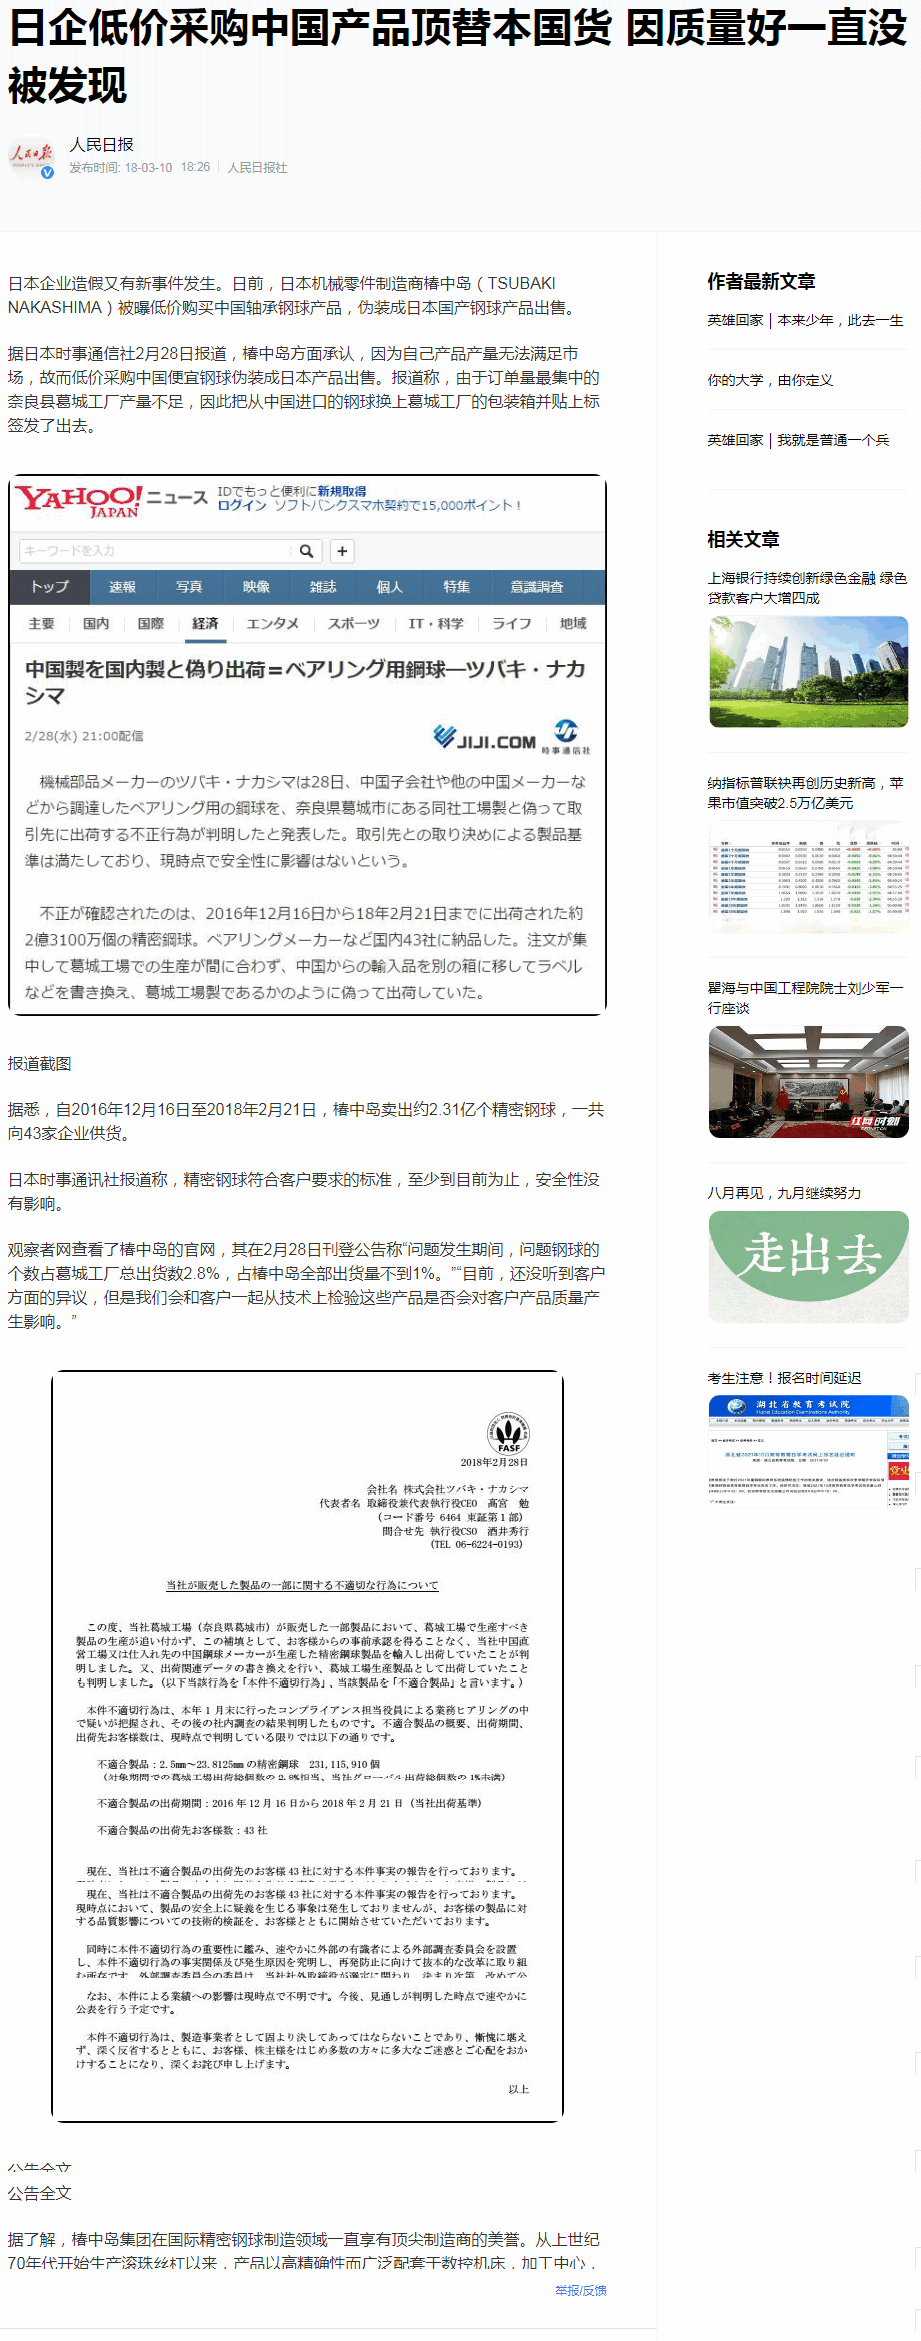 日企低价采购中国产品顶替本国货 因质量好一直没
被发现
人民日报
发布时间: 18-03-10 18:26 | 人民日报社
日本企业造假又有新事件发生。日前，日本机械零件制造商椿中岛（TSUBAKI
NAKASHIMA）被曝低价购买中国轴承钢球产品，伪装成日本国产钢球产品出售。
据日本时事通信社2月28日报道，椿中岛方面承认，因为自己产品产量无法满足市
场，故而低价采购中国便宜钢球伪装成日本产品出售。报道称，由于订单量最集中的
奈良县葛城工厂产量不足，因此把从中国进口的钢球换上葛城工厂的包装箱并贴上标
签发了出去。
YAHOO! JAPAN ニュース
IDでもっと便利に新規取得
ログイン ソフトバンクスマホ契約で15,000ポイント！
キーワードを入力
トップ 速報 写真 映像 雑誌 個人 特集 意識調査
主要 国内 国際 経済 エンタメ スポーツ IT・科学 ライフ 地域
中国製を国内製と偽り出荷＝ベアリング用鋼球―ツバキ・ナカ
シマ
2/28(水) 21:00配信
JIJI.COM 時事通信社
機械部品メーカーのツバキ・ナカシマは28日、中国子会社や他の中国メーカーな
どから調達したベアリング用の鋼球を、奈良県葛城市にある同社工場製と偽って取
引先に出荷する不正行為が判明したと発表した。取引先との取り決めによる製品基
準は満たしており、現時点で安全性に影響はないという。
不正が確認されたのは、2016年12月16日から18年2月21日までに出荷された約
2億3100万個の精密鋼球。ベアリングメーカーなど国内43社に納品した。注文が集
中して葛城工場での生産が間に合わず、中国からの輸入品を別の箱に移してラベル
などを書き換え、葛城工場製であるかのように偽って出荷していた。
报道截图
据悉，自2016年12月16日至2018年2月21日，椿中岛卖出约2.31亿个精密钢球，一共
向43家企业供货。
日本时事通讯社报道称，精密钢球符合客户要求的标准，至少到目前为止，安全性没
有影响。
观察者网查看了椿中岛的官网，其在2月28日刊登公告称“问题发生期间，问题钢球的
个数占葛城工厂总出货数2.8%，占椿中岛全部出货量不到1%。”“目前，还没听到客户
方面的异议，但是我们会和客户一起从技术上检验这些产品是否会对客户产品质量产
生影响。”
FASF
2018年2月28日
会社名 株式会社ツバキ・ナカシマ
代表者名 取締役兼代表執行役CEO 高宮 勉
(コード番号 6464 東証第1部)
問合せ先 執行役CSO 酒井秀行
(TEL 06-6224-0193)
当社が販売した製品の一部に関する不適切な行為について
この度、当社葛城工場（奈良県葛城市）が販売した一部製品において、葛城工場で生産すべき
製品の生産が追い付かず、この補填として、お客様からの事前承認を得ることなく、当社中国直
営工場又は仕入れ先の中国鋼球メーカーが生産した精密鋼球製品を輸入し出荷していたことが判
明しました。又、出荷関連データの書き換えを行い、葛城工場生産製品として出荷していたこと
も判明しました。（以下当該行為を「本件不適切行為」、当該製品を「不適合製品」と言います。）
本件不適切行為は、本年1月末に行ったコンプライアンス担当役員による業務ヒアリングの中
で疑いが把握され、その後の社内調査の結果判明したものです。不適合製品の概要、出荷期間、
出荷先お客様数は、現時点で判明している限りでは以下の通りです。
不適合製品：2.5mm～23.8125mmの精密鋼球 231,115,910個
（対象期間での葛城工場出荷総個数の2.8%相当、当社グローバル出荷総個数の1%未満）
不適合製品の出荷期間：2016年12月16日から2018年2月21日（当社出荷基準）
不適合製品の出荷先お客様数：43社
現在、当社は不適合製品の出荷先のお客様43社に対する本件事実の報告を行っております。
現在、当社は不適合製品の出荷先のお客様43社に対する本件事実の報告を行っております。
現時点において、製品の安全上に疑義を生じる事象は発生しておりませんが、お客様の製品に対
する品質影響についての技術的検証を、お客様とともに開始させていただいております。
同時に本件不適切行為の重要性に鑑み、速やかに外部の有識者による外部調査委員会を設置
し、本件不適切行為の事実関係及び発生原因を究明し、再発防止に向けて抜本的な改革に取り組
む所存です。外部調査委員会の委員は、当社社外取締役が選定に関わり、決まり次第、改めて公
なお、本件による業績への影響は現時点で不明です。今後、見通しが判明した時点で速やかに
公表を行う予定です。
本件不適切行為は、製造事業者として固より決してあってはならないことであり、慚愧に堪え
ず、深く反省するとともに、お客様、株主様をはじめ多数の方々に多大なご迷惑とご心配をおか
けすることになり、深くお詫び申し上げます。
以上
公告全文
公告全文
据了解，椿中岛集团在国际精密钢球制造领域一直享有顶尖制造商的美誉。从上世纪
70年代开始生产滚珠丝杠以来，产品以高精确性而广泛配套于数控机床，加工中心，
举报/反馈
作者最新文章
英雄回家｜本来少年，此去一生
你的大学，由你定义
英雄回家｜我就是普通一个兵
相关文章
上海银行持续创新绿色金融 绿色
贷款客户大增四成
纳指标普联袂再创历史新高，苹
果市值突破2.5万亿美元
瞿海与中国工程院院士刘少军一
行座谈
红网时刻
八月再见，九月继续努力
走出去
考生注意！报名时间延迟
湖北省教育考试院
Hubei Education Examinations Authority